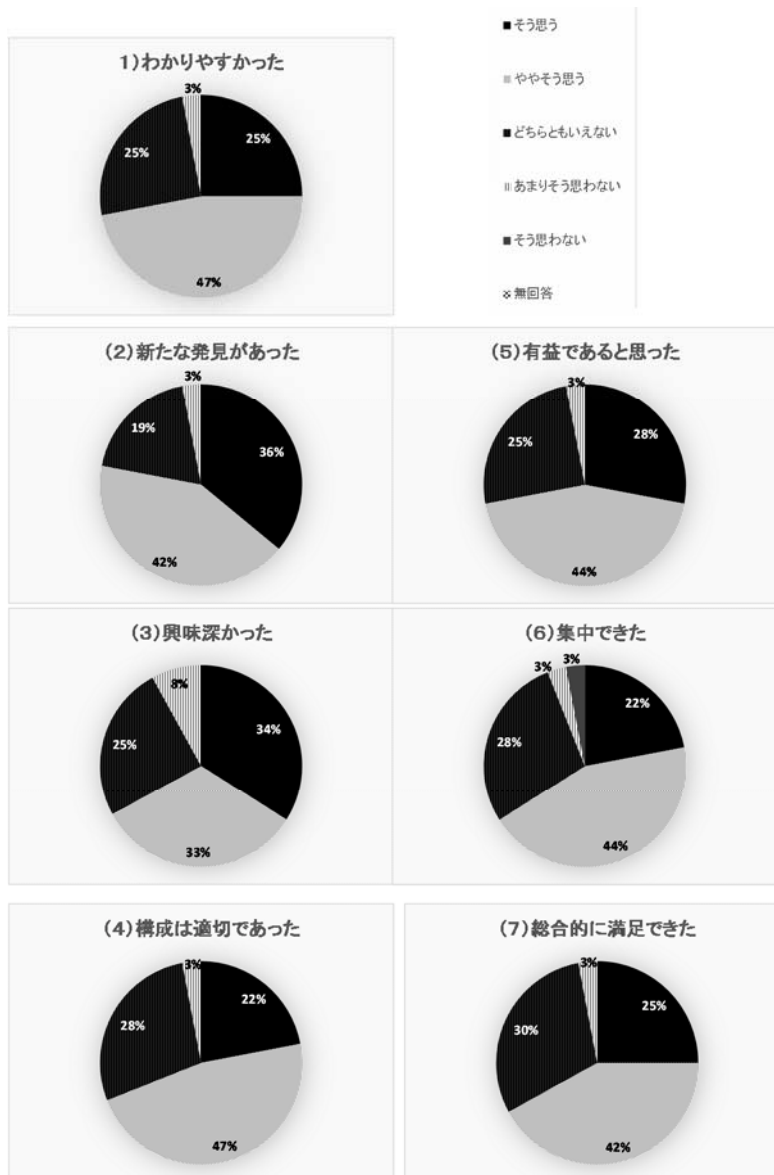 1)わかりやすかった
3%
25%
25%
47%
■そう思う
■ややそう思う
■どちらともいえない
あまりそう思わない
■そう思わない
無回答
(2)新たな発見があった
3%
19%
36%
42%
(5)有益であると思った
3%
25%
28%
44%
(3)興味深かった
8%
34%
25%
33%
(6)集中できた
3%
3%
22%
28%
44%
(4)構成は適切であった
3%
22%
28%
47%
(7)総合的に満足できた
3%
25%
30%
42%